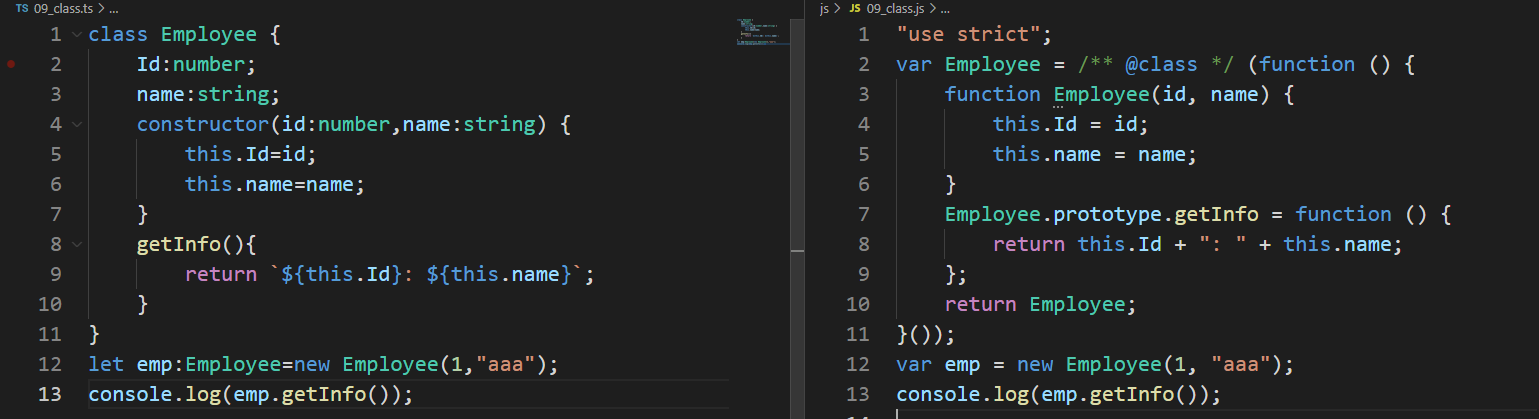 TS 09_class.ts > ...
1 class Employee {
2 Id:number;
3 name:string;
4 constructor(id:number,name:string) {
5 this.Id=id;
6 this.name=name;
7 }
8 getInfo(){
9 return `${this.Id}: ${this.name}`;
10 }
11 }
12 let emp:Employee=new Employee(1,"aaa");
13 console.log(emp.getInfo());
js > JS 09_class.js > ...
1 "use strict";
2 var Employee = /** @class */ (function () {
3 function Employee(id, name) {
4 this.Id = id;
5 this.name = name;
6 }
7 Employee.prototype.getInfo = function () {
8 return this.Id + ": " + this.name;
9 };
10 return Employee;
11 }());
12 var emp = new Employee(1, "aaa");
13 console.log(emp.getInfo());